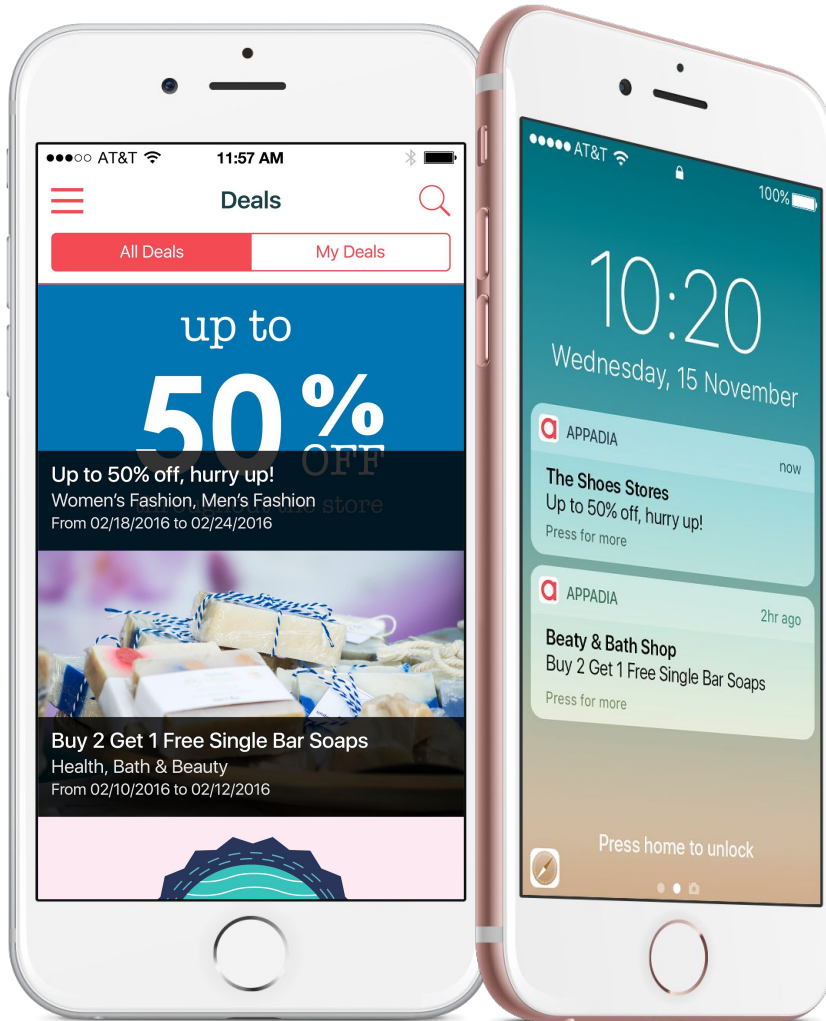 AT&T
11:57 AM
Deals
All Deals
My Deals
up to
50%
OFF
throughout the store
Up to 50% off, hurry up!
Women's Fashion, Men's Fashion
From 02/18/2016 to 02/24/2016
Buy 2 Get 1 Free Single Bar Soaps
Health, Bath & Beauty
From 02/10/2016 to 02/12/2016
AT&T
100%
10:20
Wednesday, 15 November
APPADIA
now
The Shoes Stores
Up to 50% off, hurry up!
Press for more
APPADIA
2hr ago
Beaty & Bath Shop
Buy 2 Get 1 Free Single Bar Soaps
Press for more
Press home to unlock